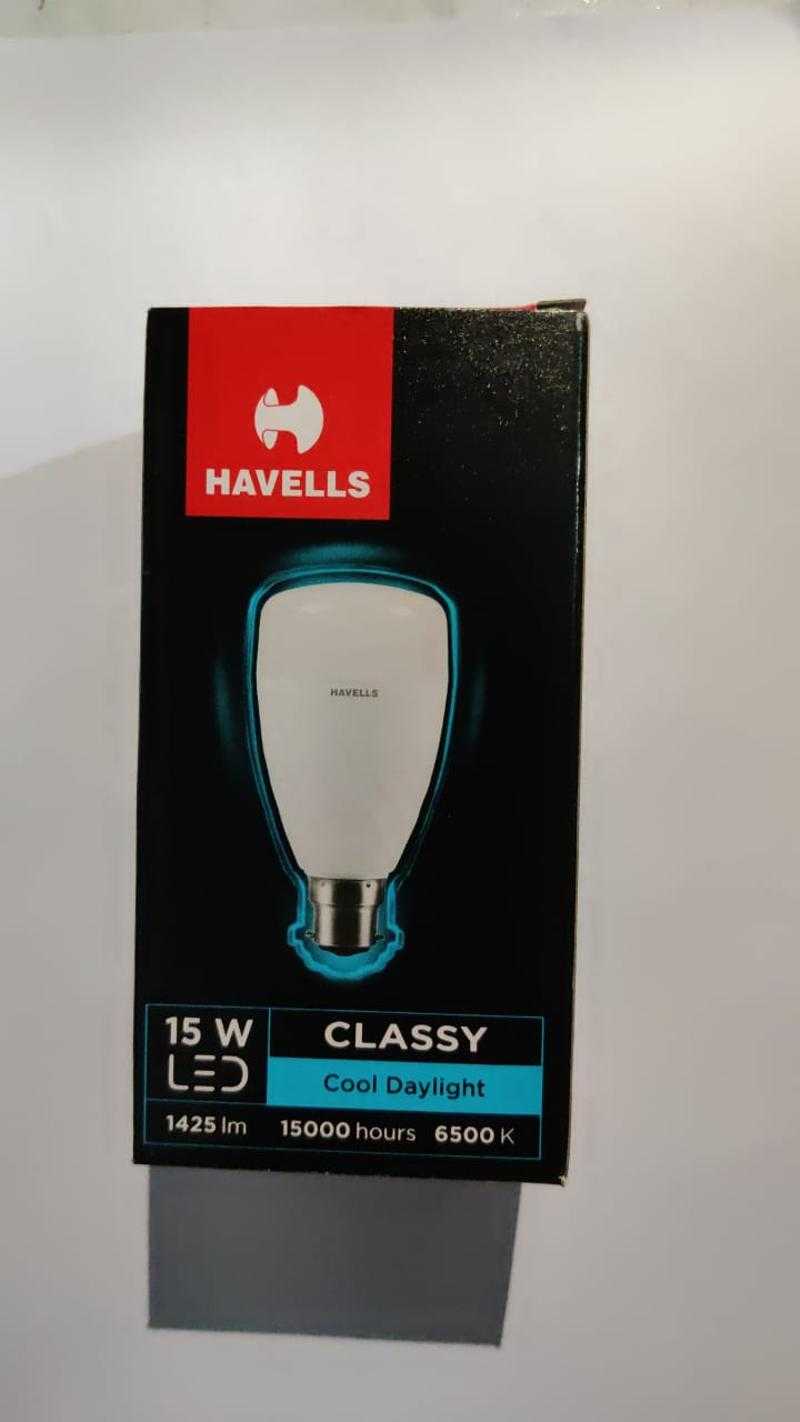 HAVELLS
HAVELLS
15 W
LED
CLASSY
Cool Daylight
1425 lm
15000 hours
6500 K